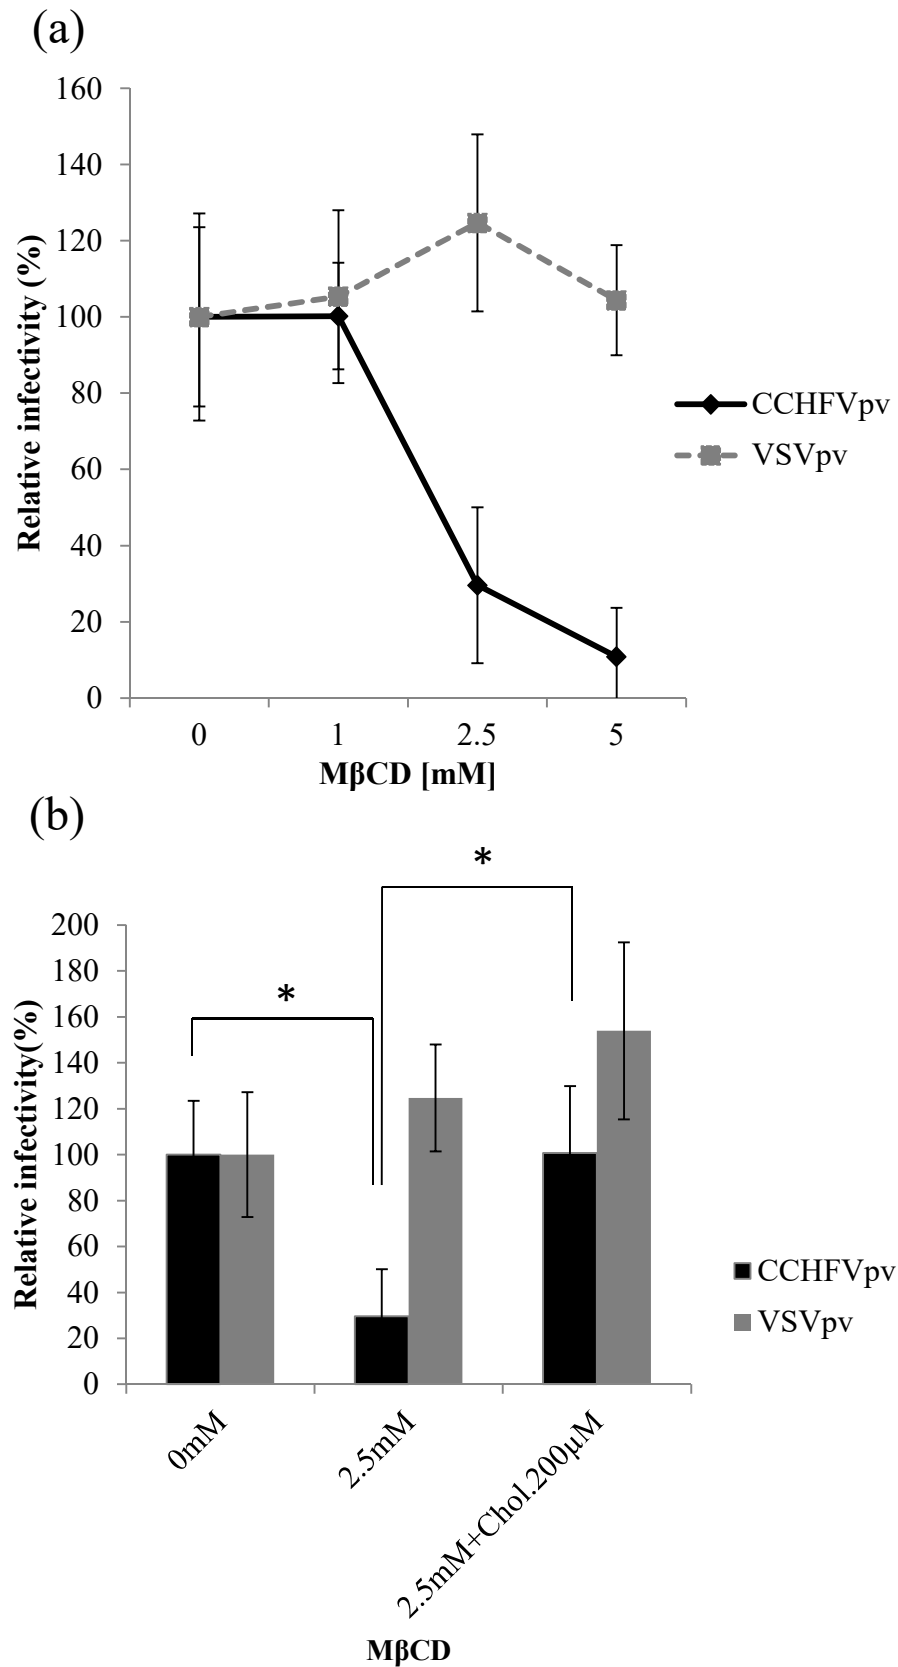 (a)
160
140
120
100
80
60
40
20
0
Relative infectivity (%)
0 1 2.5 5
MβCD [mM]
CCHFVpv
VSVpv
(b)
*
*
200
180
160
140
120
100
80
60
40
20
0
Relative infectivity(%)
0mM
2.5mM
2.5mM+Chol.200μM
MβCD
CCHFVpv
VSVpv